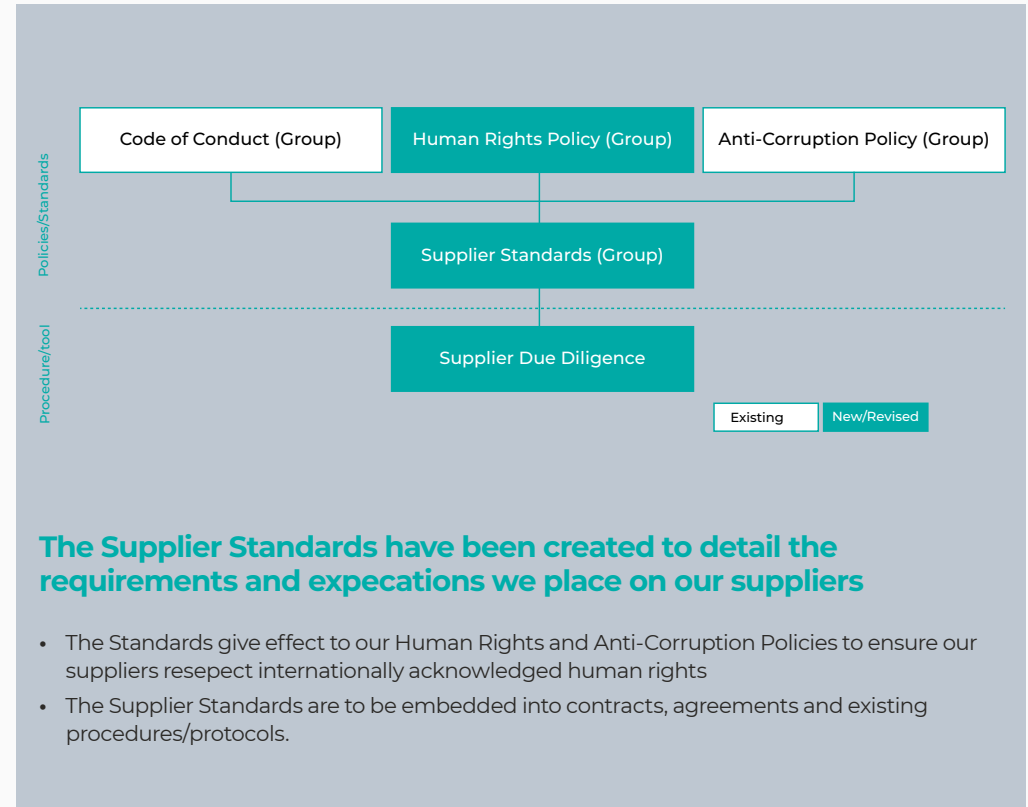 Code of Conduct (Group)
Human Rights Policy (Group)
Anti-Corruption Policy (Group)
Policies/Standards
Supplier Standards (Group)
Procedure/tool
Supplier Due Diligence
Existing
New/Revised
The Supplier Standards have been created to detail the
requirements and expecations we place on our suppliers
• The Standards give effect to our Human Rights and Anti-Corruption Policies to ensure our
suppliers resepect internationally acknowledged human rights
• The Supplier Standards are to be embedded into contracts, agreements and existing
procedures/protocols.